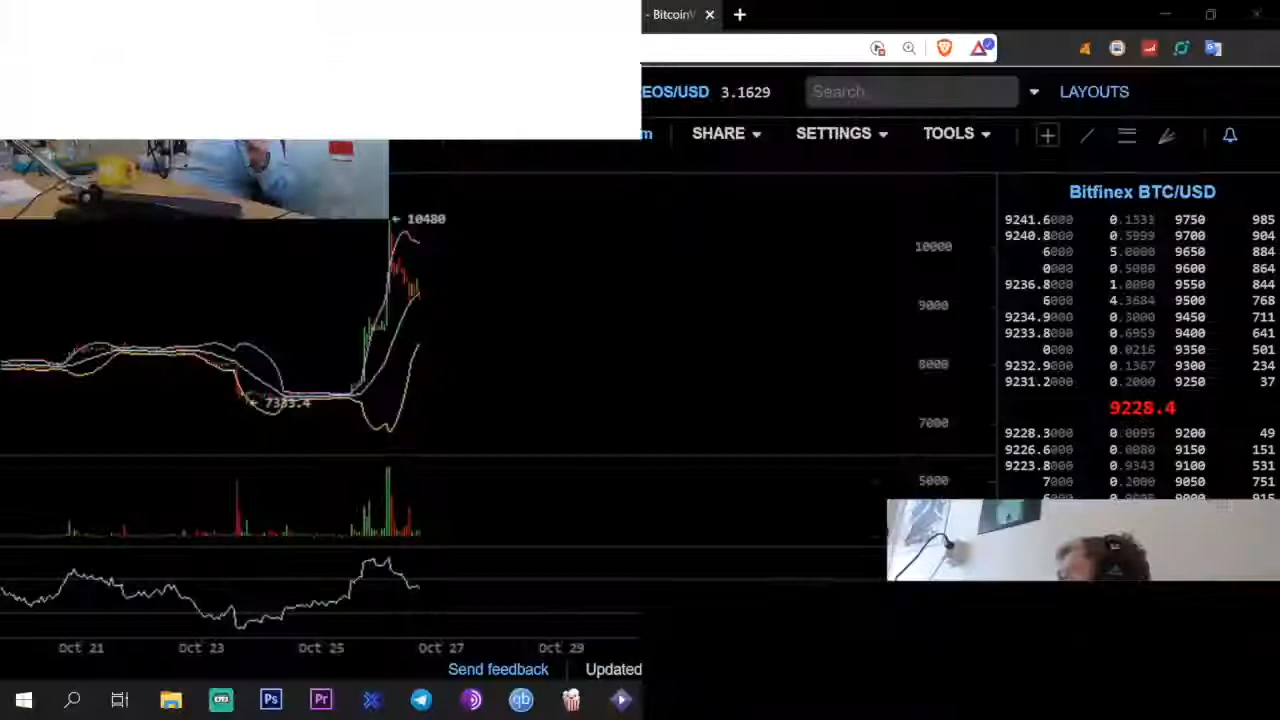 - Bitcoin
EOS/USD 3.1629 Search LAYOUTS
m SHARE SETTINGS TOOLS
Bitfinex BTC/USD
9241.6000 0.1333 9750 985
9240.8000 0.5999 9700 904
6000 5.0000 9650 884
0000 0.5000 9600 864
9236.8000 1.0000 9550 844
6000 4.3684 9500 768
9234.9000 0.3000 9450 711
9233.8000 0.6959 9400 641
0000 0.0216 9350 501
9232.9000 0.1367 9300 234
9231.2000 0.2000 9250 37
9228.4
9228.3000 0.0095 9200 49
9226.6000 0.0080 9150 151
9223.8000 0.9343 9100 531
7000 0.2000 9050 751
10480
10000
9000
8000
7333.4
7000
5000
Oct 21 Oct 23 Oct 25 Oct 27 Oct 29
Send feedback Updated
Ps Pr qb